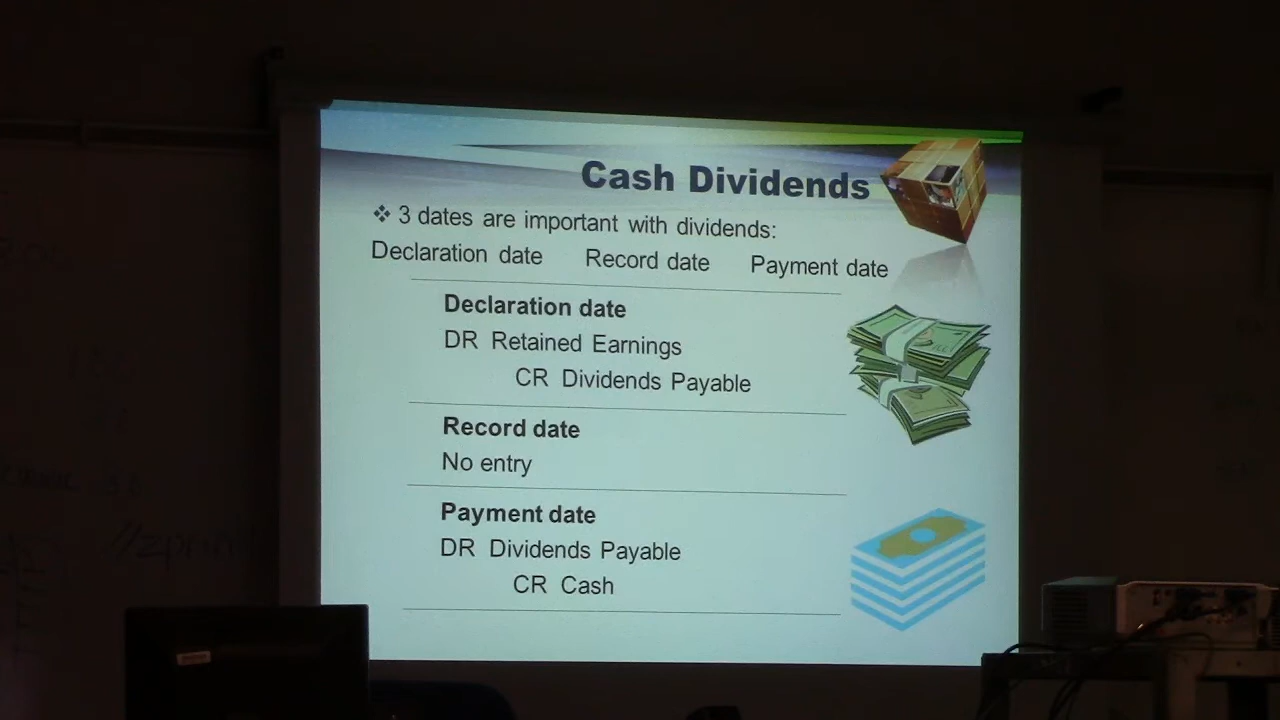 Cash Dividends
❖ 3 dates are important with dividends:
Declaration date Record date Payment date
Declaration date
DR Retained Earnings
CR Dividends Payable
Record date
No entry
Payment date
DR Dividends Payable
CR Cash